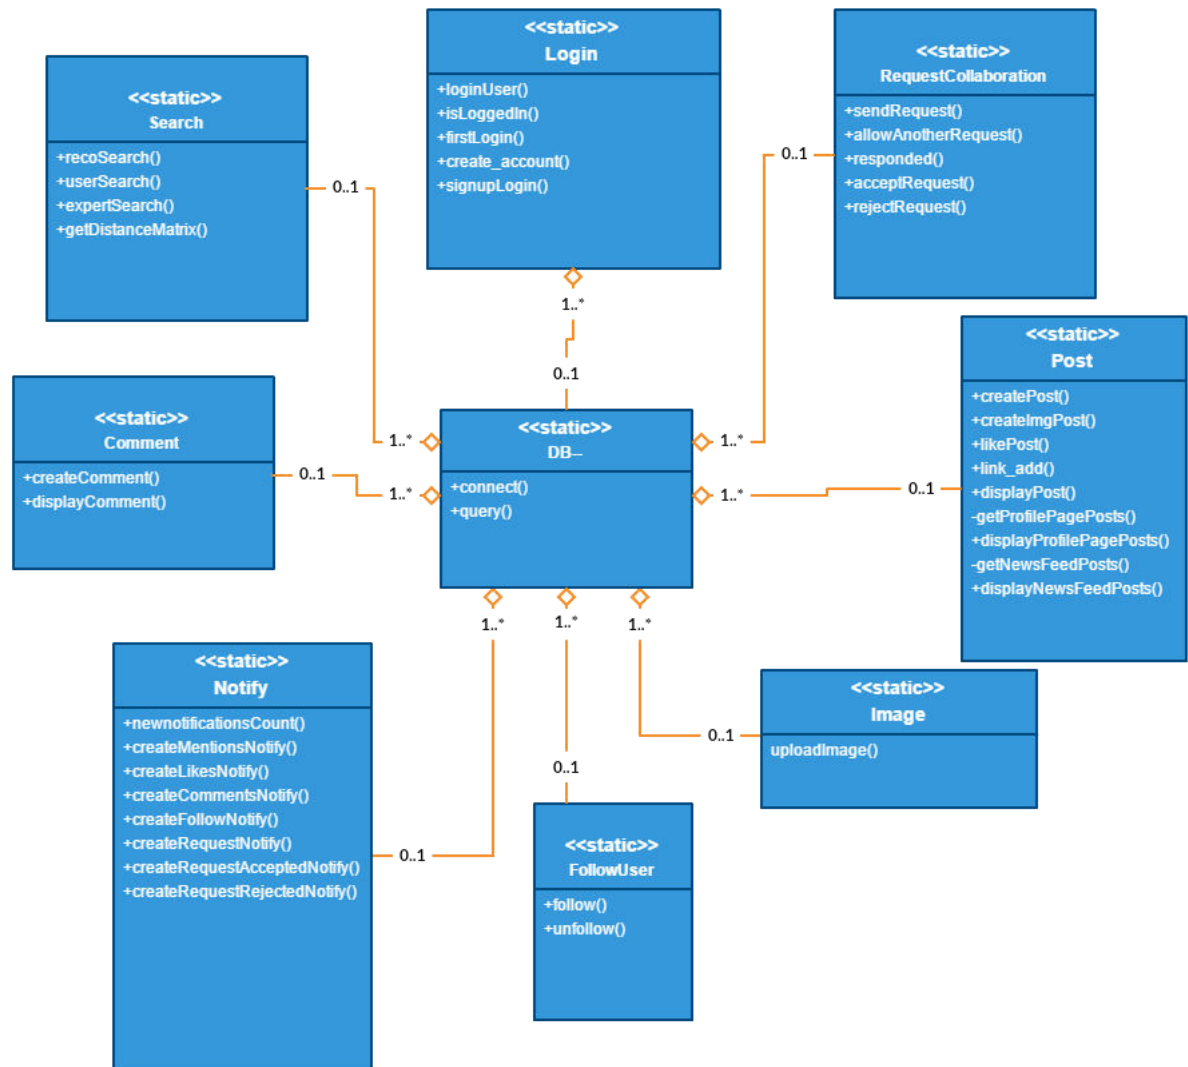 <<static>>
Login
+loginUser()
+isLoggedIn()
+firstLogin()
+create_account()
+signupLogin()
<<static>>
RequestCollaboration
+sendRequest()
+allowAnotherRequest()
+responded()
+acceptRequest()
+rejectRequest()
<<static>>
Search
+recoSearch()
+userSearch()
+expertSearch()
+getDistanceMatrix()
0..1
0..1
1..*
0..1
<<static>>
Post
+createPost()
+createImgPost()
+likePost()
+link_add()
+displayPost()
-getProfilePagePosts()
+displayProfilePagePosts()
-getNewsFeedPosts()
+displayNewsFeedPosts()
<<static>>
Comment
+createComment()
+displayComment()
0..1
1..*
1..*
<<static>>
DB--
+connect()
+query()
1..*
1..*
0..1
1..*
1..*
1..*
<<static>>
Notify
+newnotificationsCount()
+createMentionsNotify()
+createLikesNotify()
+createCommentsNotify()
+createFollowNotify()
+createRequestNotify()
+createRequestAcceptedNotify()
+createRequestRejectedNotify()
0..1
0..1
0..1
<<static>>
Image
uploadImage()
<<static>>
FollowUser
+follow()
+unfollow()